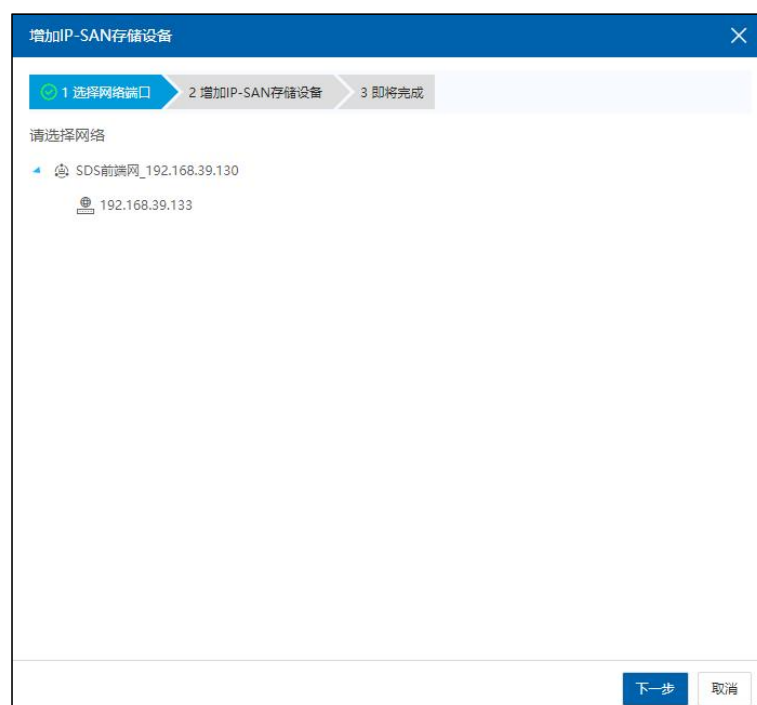 增加IP-SAN存储设备
1 选择网络端口 2 增加IP-SAN存储设备 3 即将完成
请选择网络
SDS前端网_192.168.39.130
192.168.39.133
下一步 取消